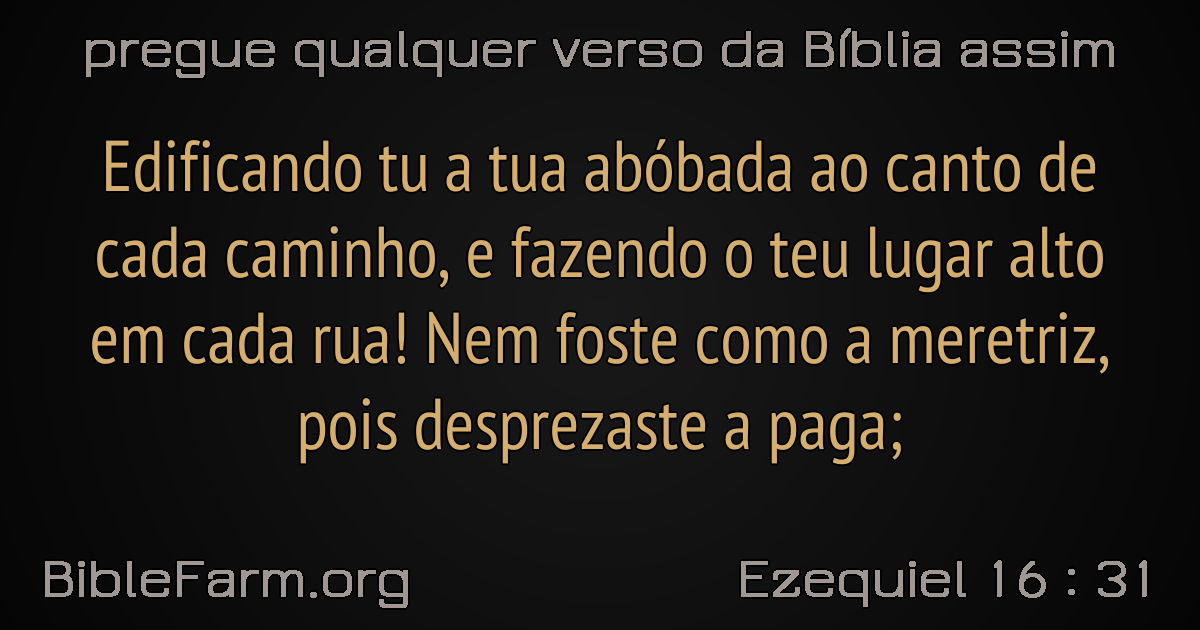 pregue qualquer verso da Bíblia assim
Edificando tu a tua abóbada ao canto de
cada caminho, e fazendo o teu lugar alto
em cada rua! Nem foste como a meretriz,
pois desprezaste a paga;
BibleFarm.org
Ezequiel 16 : 31